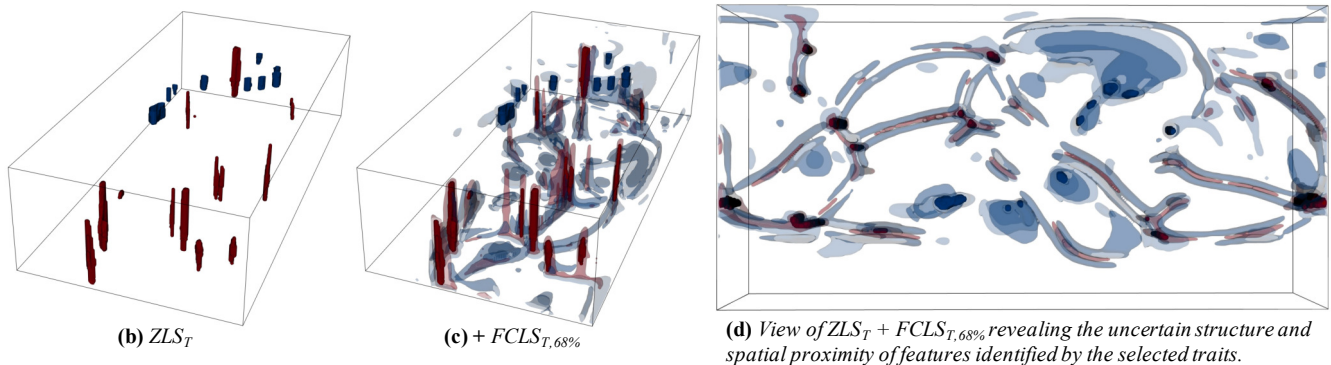 (b) ZLS_T
(c) + FCLS_T,68%
(d) View of ZLS_T + FCLS_T,68% revealing the uncertain structure and
spatial proximity of features identified by the selected traits.